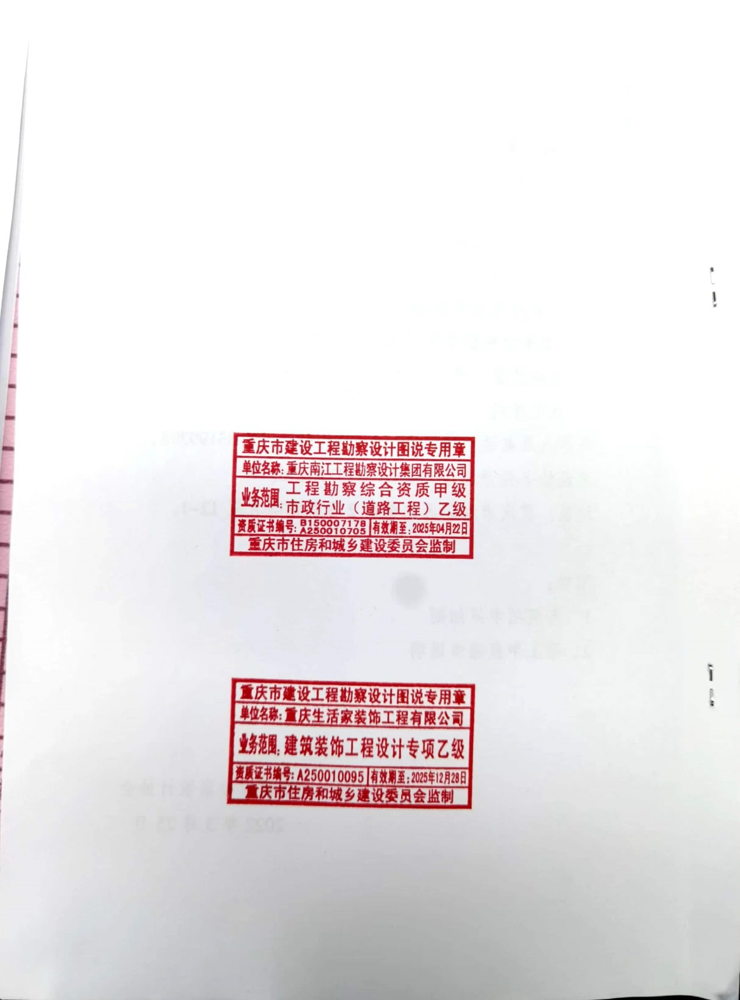 重庆市建设工程勘察设计图说专用章
单位名称:重庆南江工程勘察设计集团有限公司
业务范围:工程勘察综合资质甲级
市政行业（道路工程）乙级
资质证书编号:B150007178 A250010705 有效期至:2025年04月22日
重庆市住房和城乡建设委员会监制
重庆市建设工程勘察设计图说专用章
单位名称:重庆生活家装饰工程有限公司
业务范围:建筑装饰工程设计专项乙级
资质证书编号:A250010095 有效期至:2025年12月28日
重庆市住房和城乡建设委员会监制